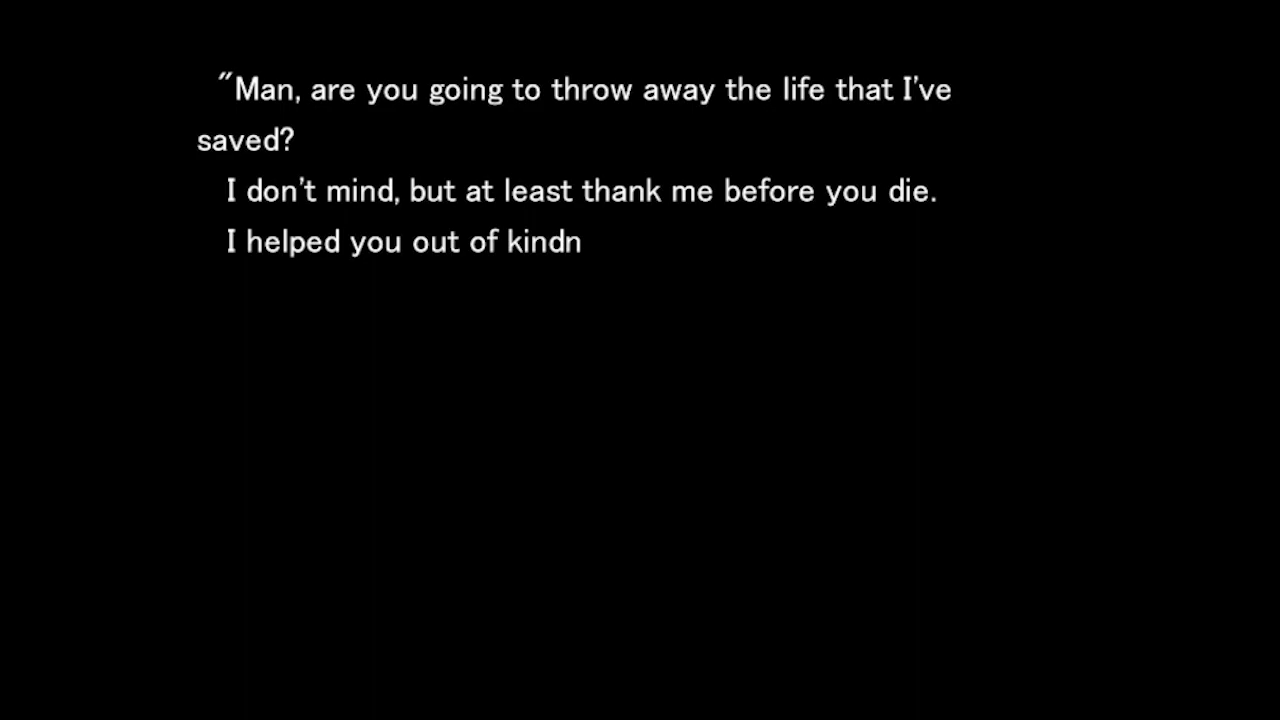 "Man, are you going to throw away the life that I've
saved?
I don't mind, but at least thank me before you die.
I helped you out of kindn